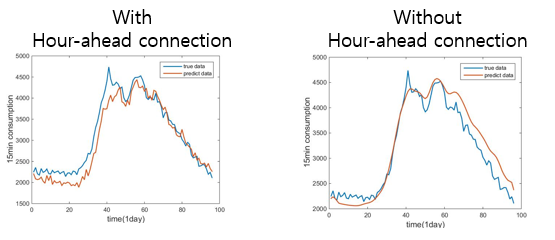 With
Hour-ahead connection
5000
4500
4000
3500
3000
2500
2000
1500
0
20
40
60
80
100
15min consumption
time(1day)
true data
predict data
Without
Hour-ahead connection
5000
4500
4000
3500
3000
2500
2000
0
20
40
60
80
100
15min consumption
time(1day)
true data
predict data